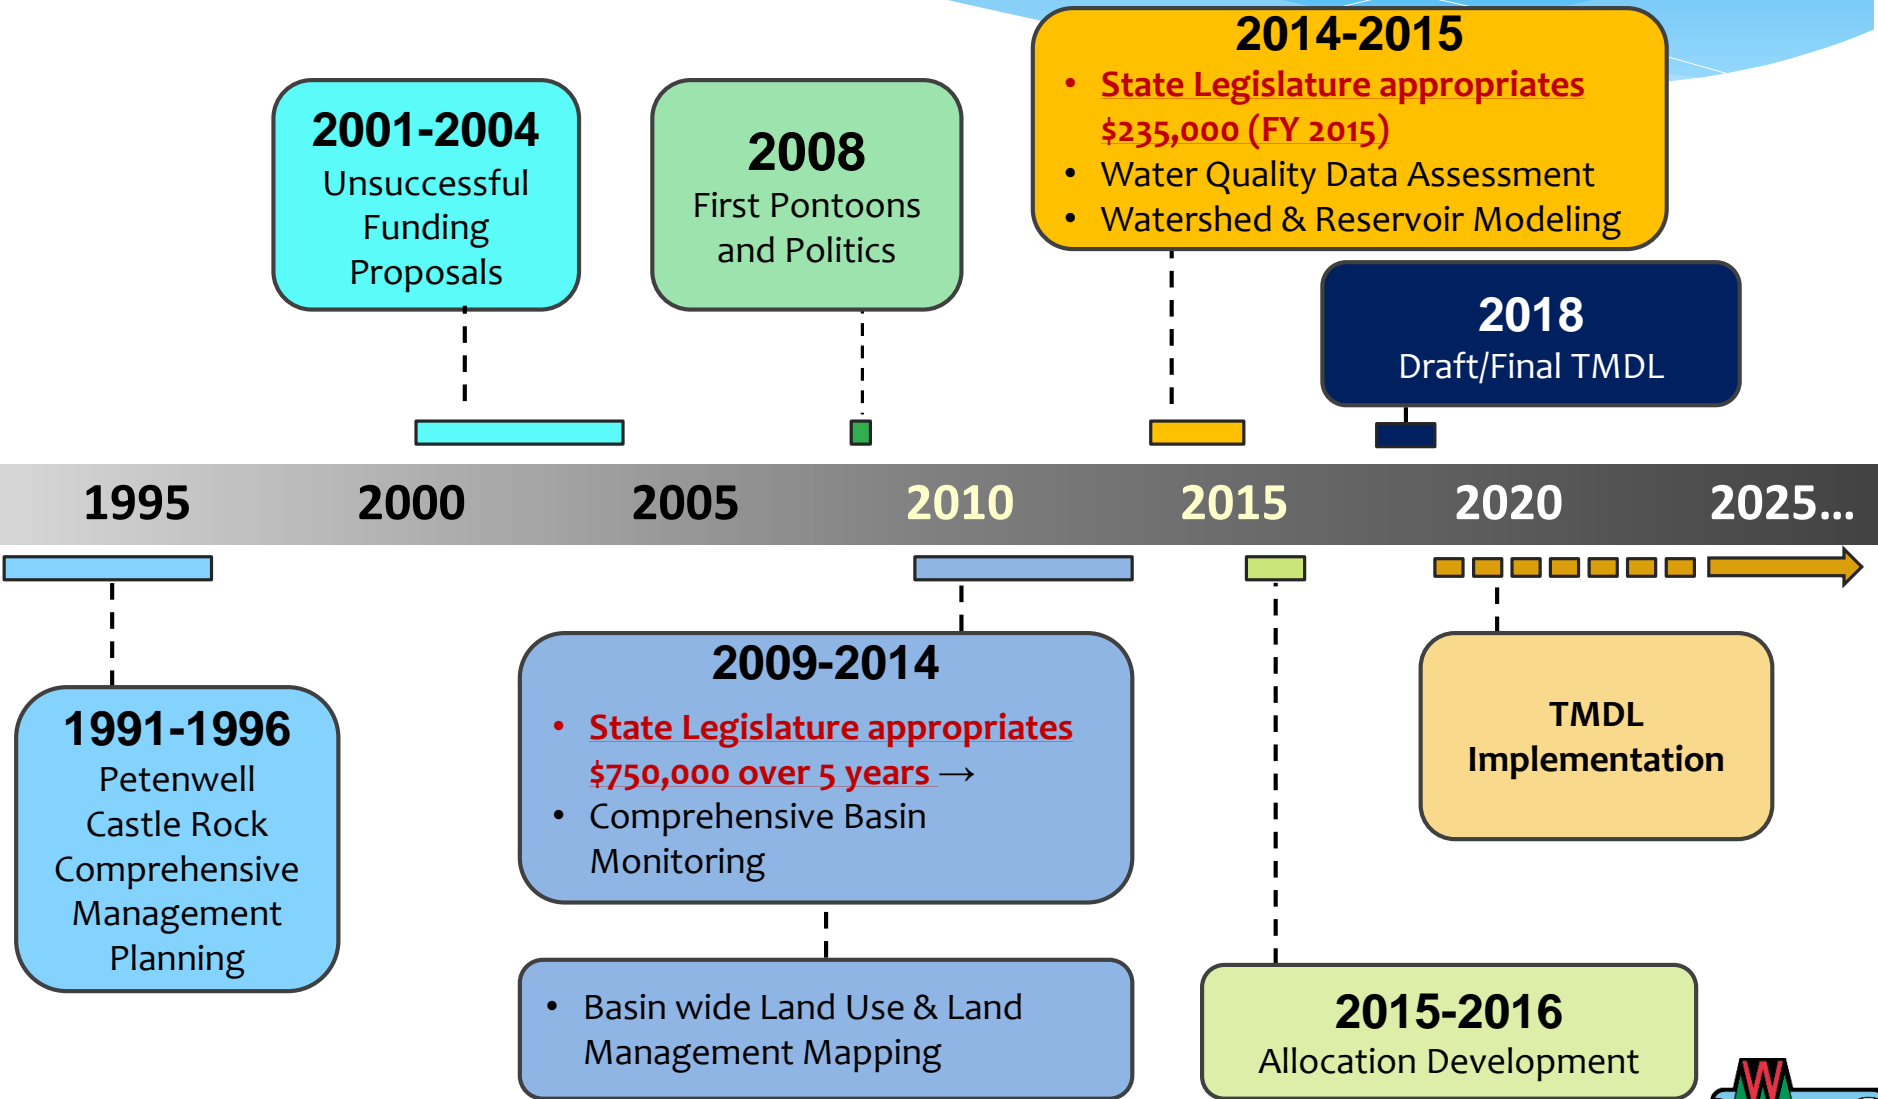 2014-2015
• State Legislature appropriates
$235,000 (FY 2015)
• Water Quality Data Assessment
• Watershed & Reservoir Modeling
2001-2004
Unsuccessful
Funding
Proposals
2008
First Pontoons
and Politics
2018
Draft/Final TMDL
1995 2000 2005 2010 2015 2020 2025...
1991-1996
Petenwell
Castle Rock
Comprehensive
Management
Planning
2009-2014
• State Legislature appropriates
$750,000 over 5 years →
• Comprehensive Basin
Monitoring
• Basin wide Land Use & Land
Management Mapping
TMDL
Implementation
2015-2016
Allocation Development
W